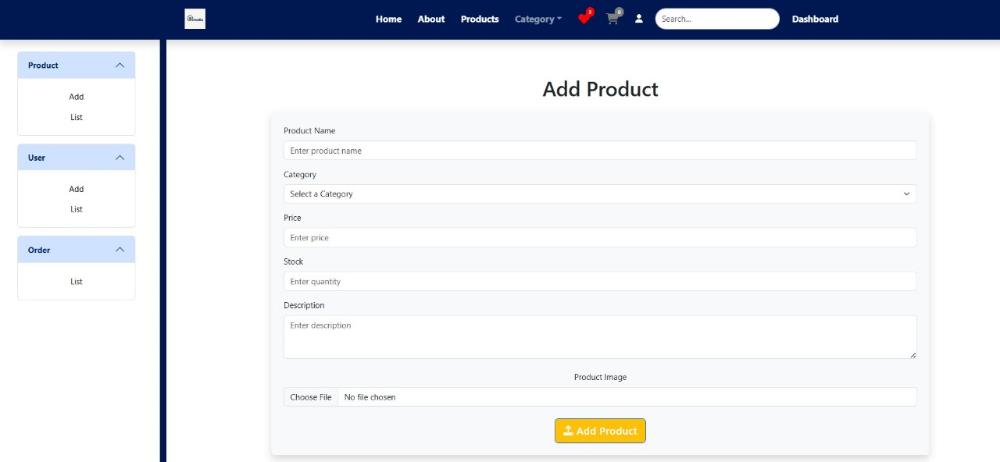 Home About Products Category 2 0 Search... Dashboard
Product
Add
List
User
Add
List
Order
List
Add Product
Product Name
Enter product name
Category
Select a Category
Price
Enter price
Stock
Enter quantity
Description
Enter description
Product Image
Choose File No file chosen
Add Product